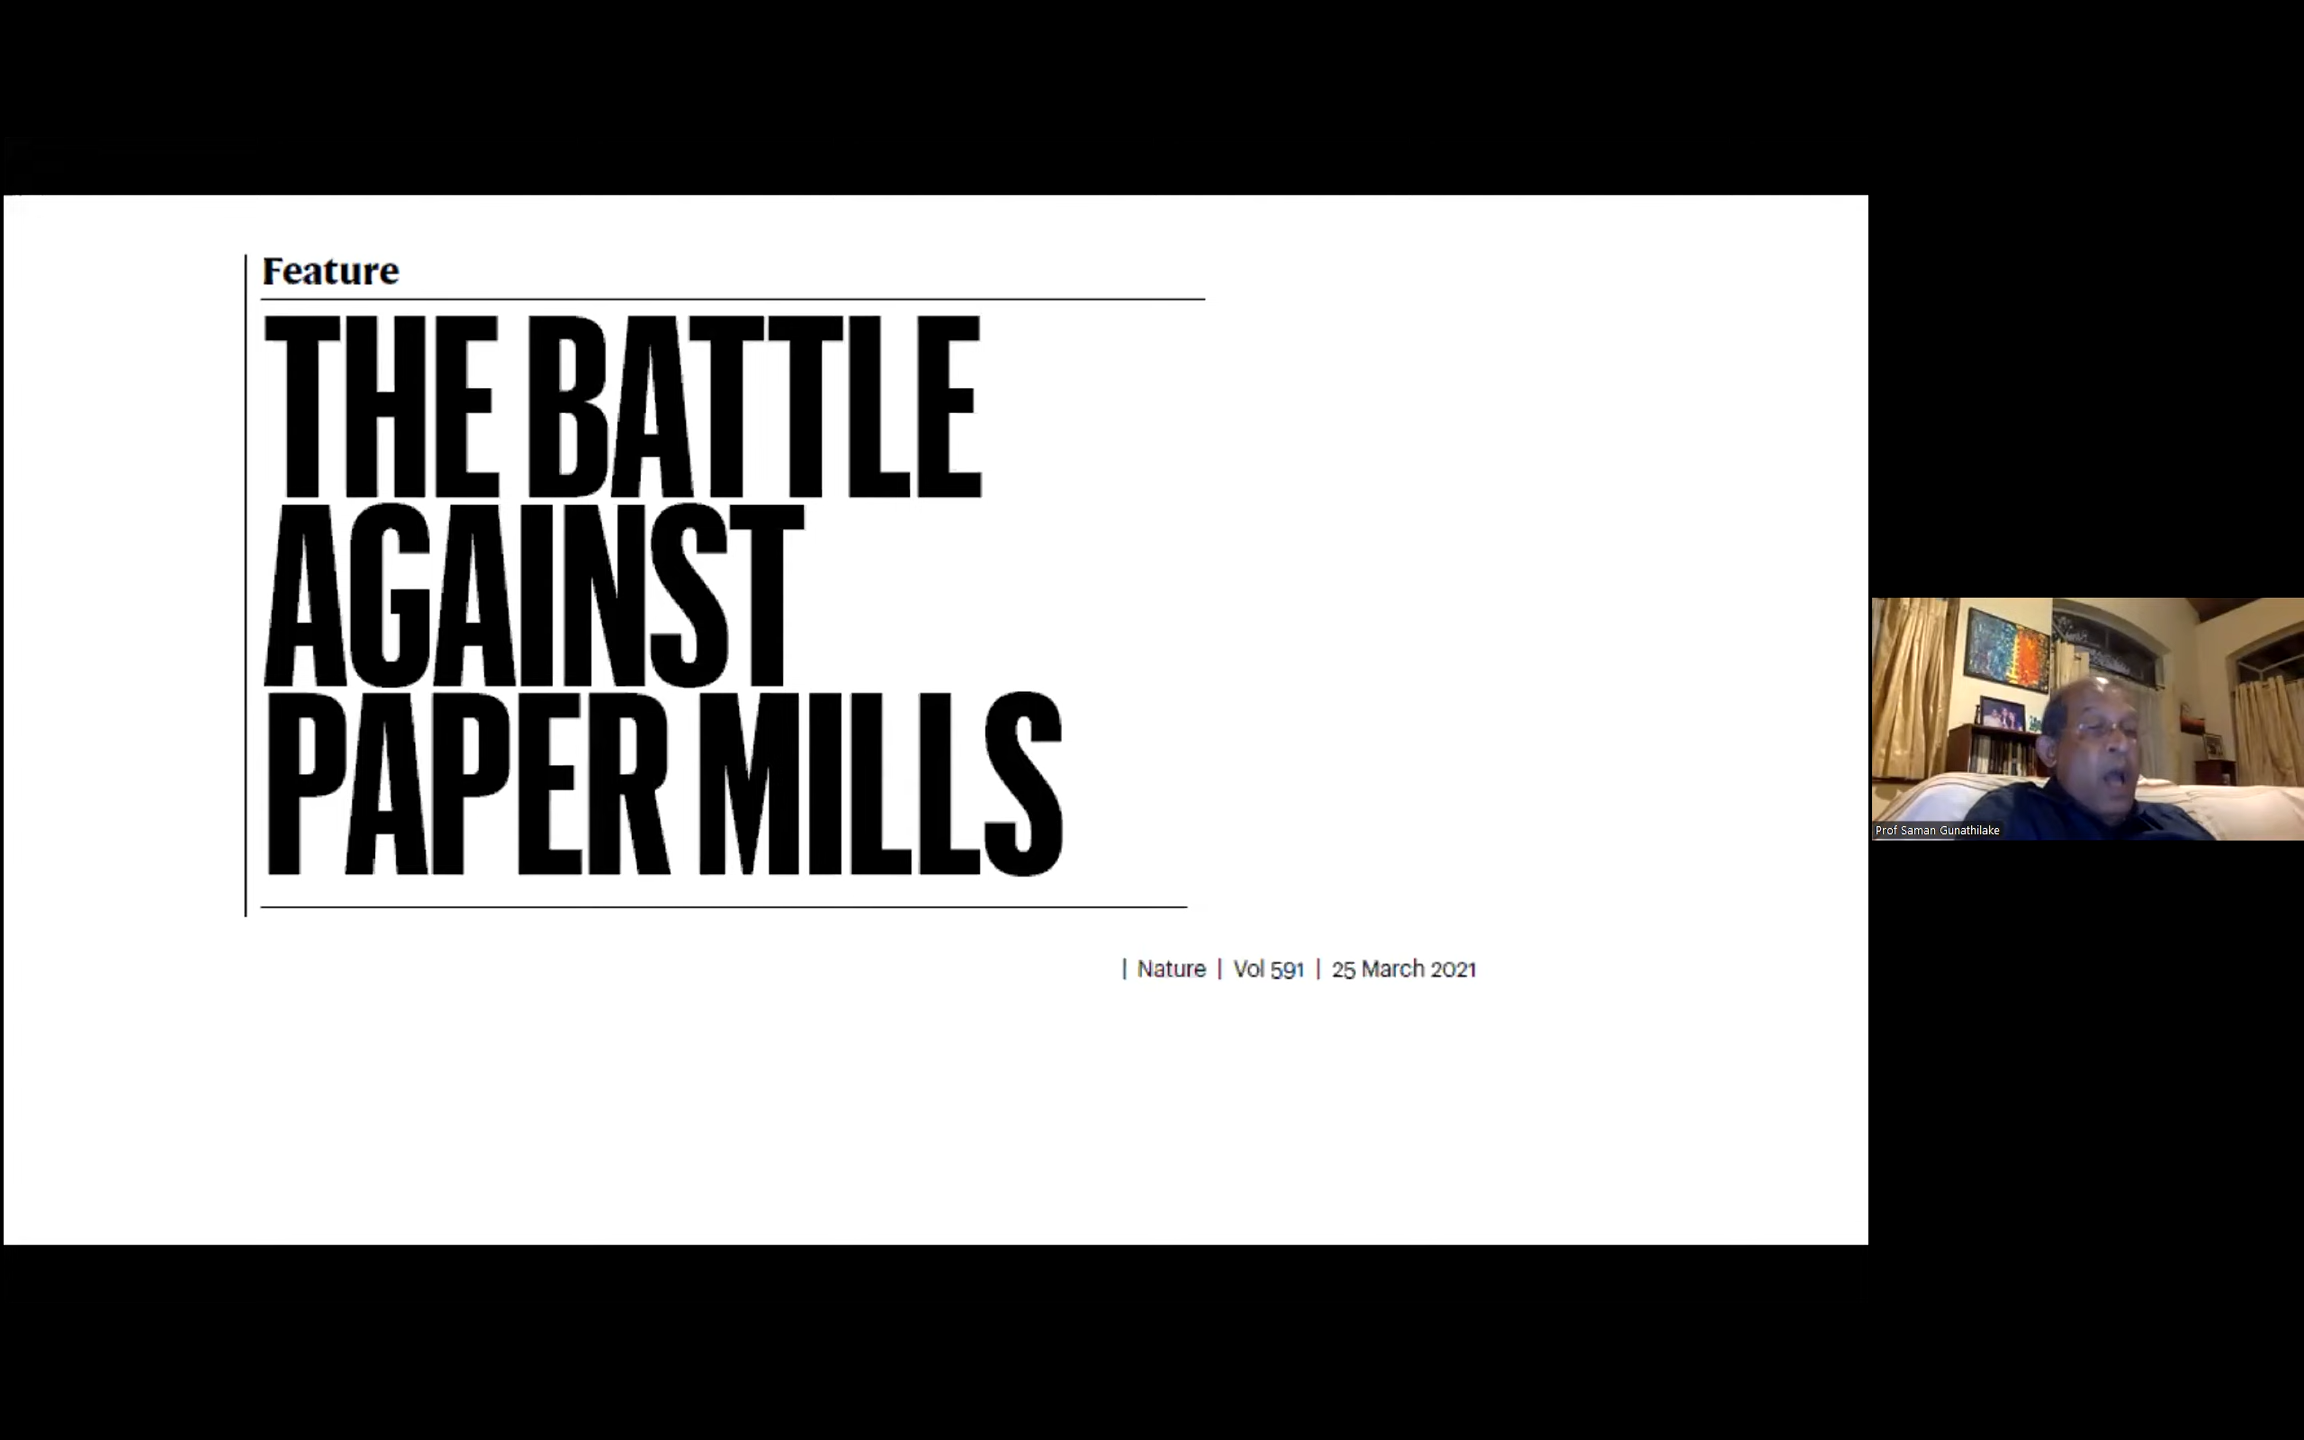 Feature
THE BATTLE
AGAINST
PAPER MILLS
| Nature | Vol 591 | 25 March 2021
Prof Saman Gunathilake